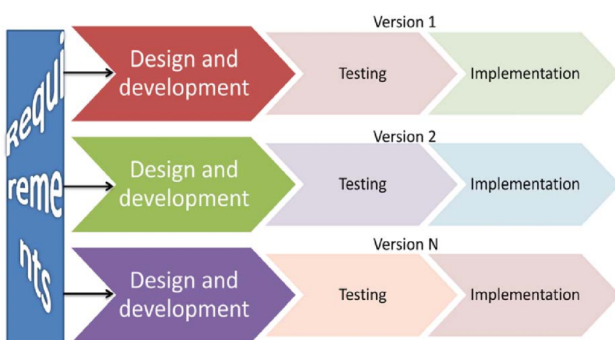 Requi
reme
nts
Version 1
Design and
development
Testing
Implementation
Version 2
Design and
development
Testing
Implementation
Version N
Design and
development
Testing
Implementation